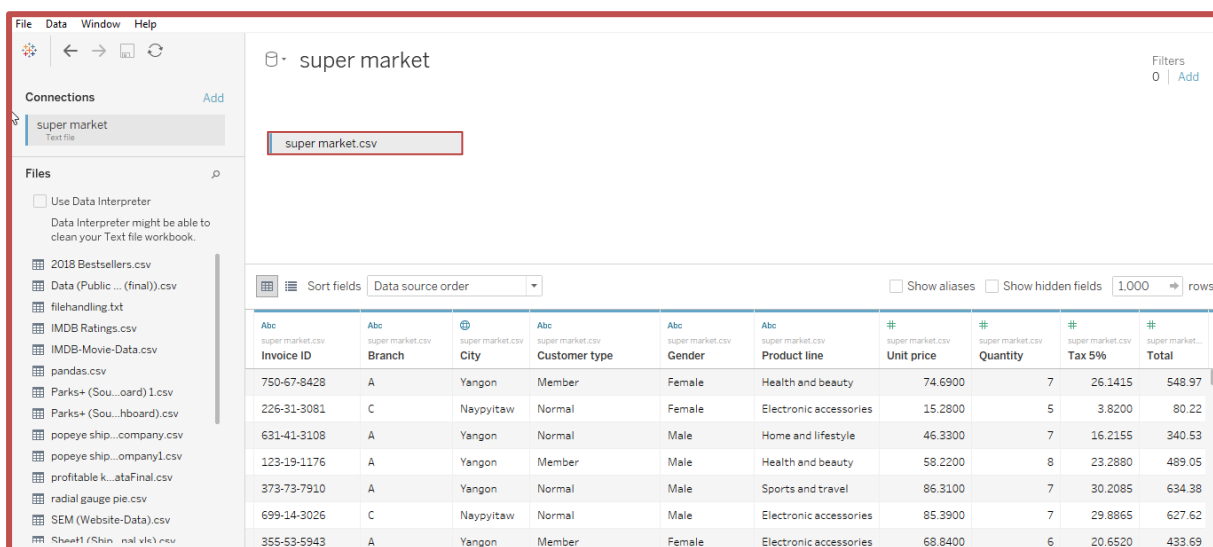 File Data Window Help
super market
Filters
0 | Add
Connections Add
super market
Text file
super market.csv
Files
Use Data Interpreter
Data Interpreter might be able to
clean your Text file workbook.
2018 Bestsellers.csv
Data (Public ... (final)).csv
filehandling.txt
IMDB Ratings.csv
IMDB-Movie-Data.csv
pandas.csv
Parks+ (Sou...oard) 1.csv
Parks+ (Sou...hboard).csv
popeye ship...company.csv
popeye ship...ompany1.csv
profitable k...ataFinal.csv
radial gauge pie.csv
SEM (Website-Data).csv
Sheet1 (Ship...nal.xls).csv
Sort fields Data source order Show aliases Show hidden fields 1,000 rows
Abc Abc Abc Abc Abc # # # #
super market.csv super market.csv super market.csv super market.csv super market.csv super market.csv super market.csv super market.csv super market.csv super market...
Invoice ID Branch City Customer type Gender Product line Unit price Quantity Tax 5% Total
750-67-8428 A Yangon Member Female Health and beauty 74.6900 7 26.1415 548.97
226-31-3081 C Naypyitaw Normal Female Electronic accessories 15.2800 5 3.8200 80.22
631-41-3108 A Yangon Normal Male Home and lifestyle 46.3300 7 16.2155 340.53
123-19-1176 A Yangon Member Male Health and beauty 58.2200 8 23.2880 489.05
373-73-7910 A Yangon Normal Male Sports and travel 86.3100 7 30.2085 634.38
699-14-3026 C Naypyitaw Normal Male Electronic accessories 85.3900 7 29.8865 627.62
355-53-5943 A Yangon Member Female Electronic accessories 68.8400 6 20.6520 433.69